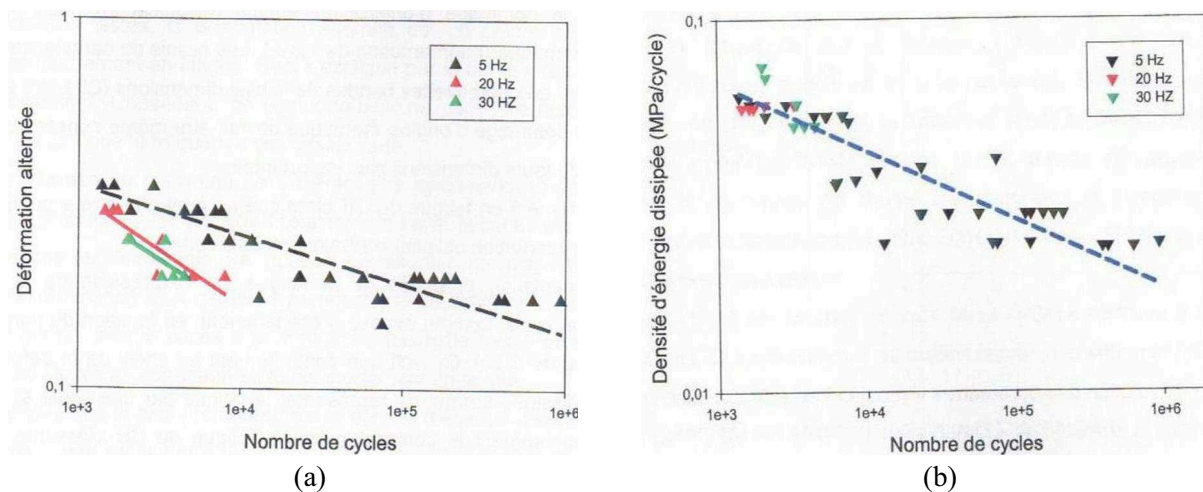 1
5 Hz
20 Hz
30 HZ
Déformation alternée
0,1
1e+3
1e+4
1e+5
1e+6
Nombre de cycles
(a)
0,1
5 Hz
20 Hz
30 HZ
Densité d'énergie dissipée (MPa/cycle)
0,01
1e+3
1e+4
1e+5
1e+6
Nombre de cycles
(b)